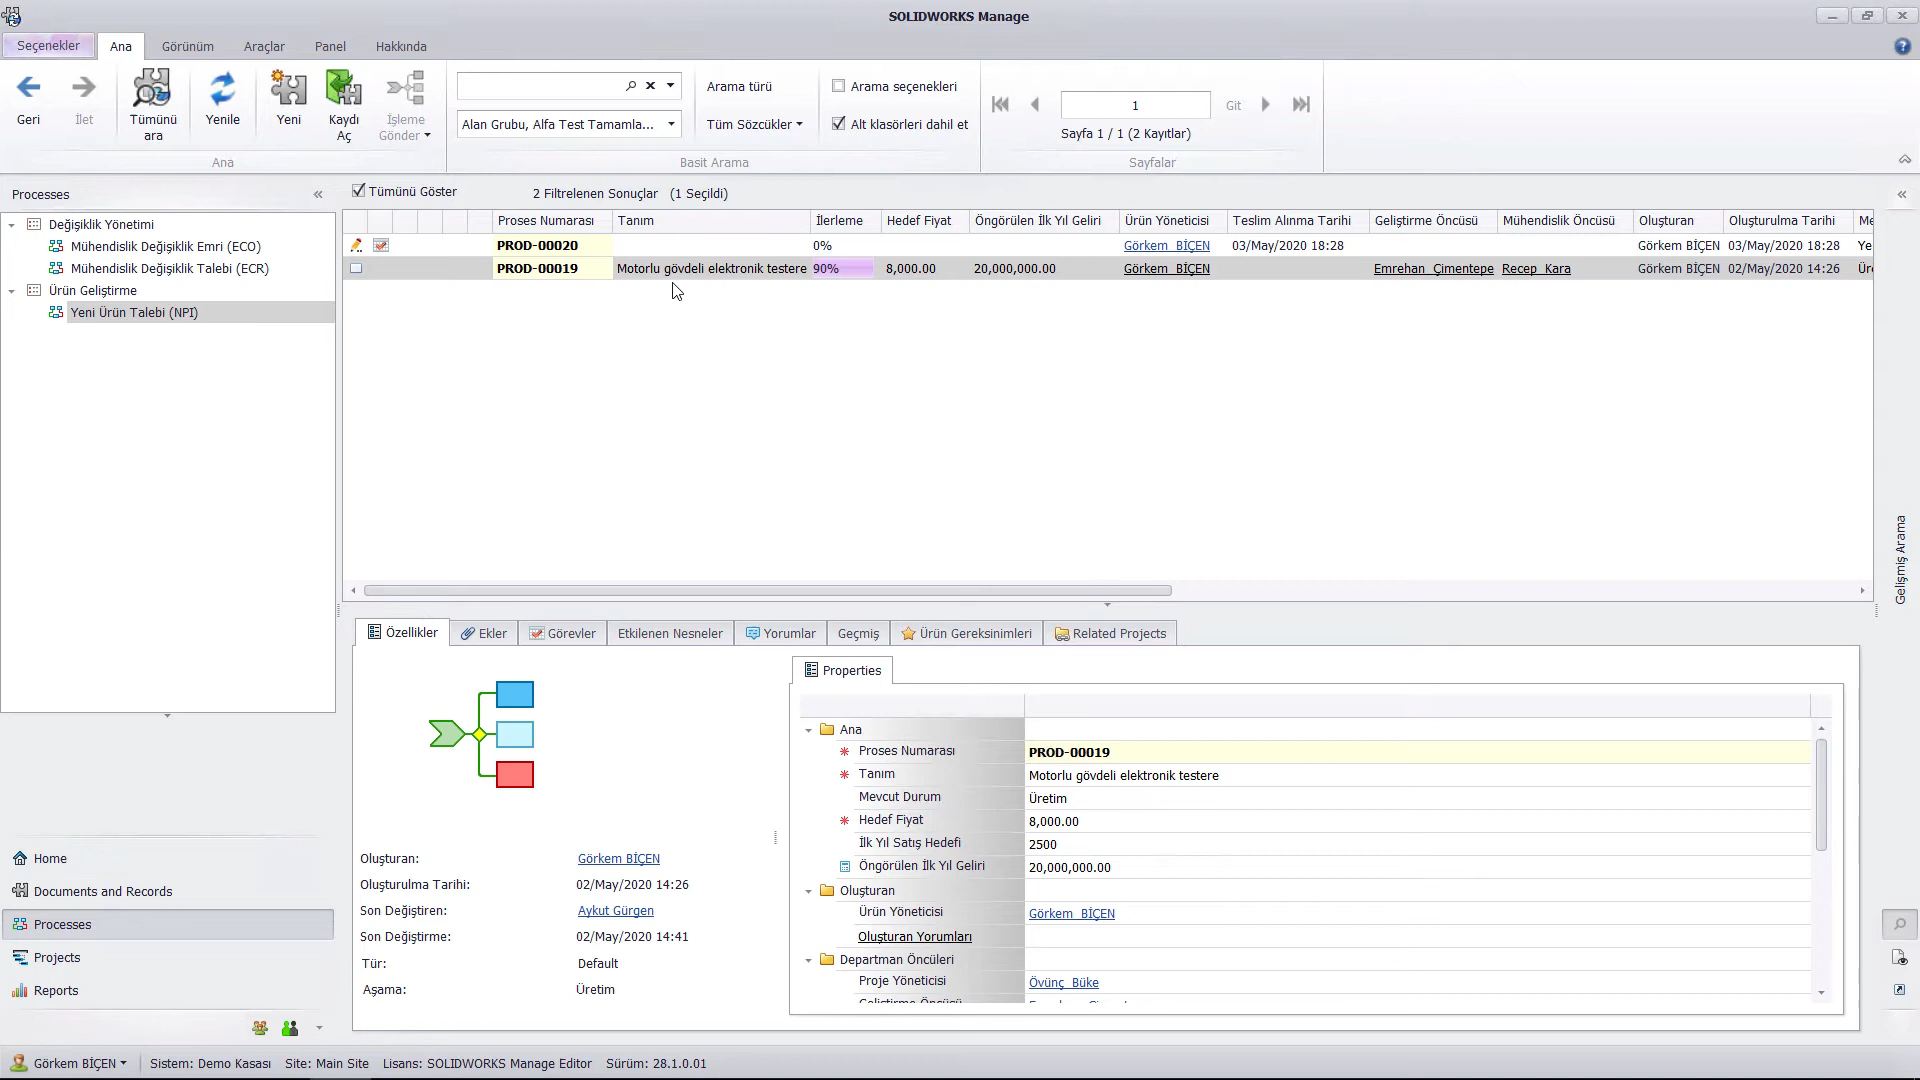 SOLIDWORKS Manage
Seçenekler Ana Görünüm Araçlar Panel Hakkında
Geri İlet Tümünü ara Yenile Yeni Kaydı Aç İşleme Gönder
Arama türü Arama seçenekleri
Alan Grubu, Alfa Test Tamamla... Tüm Sözcükler Alt klasörleri dahil et
1 Git
Sayfa 1 / 1 (2 Kayıtlar)
Ana Basit Arama Sayfalar
Processes
Değişiklik Yönetimi
Mühendislik Değişiklik Emri (ECO)
Mühendislik Değişiklik Talebi (ECR)
Ürün Geliştirme
Yeni Ürün Talebi (NPI)
Tümünü Göster 2 Filtrelenen Sonuçlar (1 Seçildi)
Proses Numarası Tanım İlerleme Hedef Fiyat Öngörülen İlk Yıl Geliri Ürün Yöneticisi Teslim Alınma Tarihi Geliştirme Öncüsü Mühendislik Öncüsü Oluşturan Oluşturulma Tarihi Me
PROD-00020 0% Görkem BİÇEN 03/May/2020 18:28 Görkem BİÇEN 03/May/2020 18:28 Ye
PROD-00019 Motorlu gövdeli elektronik testere 90% 8,000.00 20,000,000.00 Görkem BİÇEN Emrehan Çimentepe Recep Kara Görkem BİÇEN 02/May/2020 14:26 Üre
Gelişmiş Arama
Özellikler Ekler Görevler Etkilenen Nesneler Yorumlar Geçmiş Ürün Gereksinimleri Related Projects
Oluşturan: Görkem BİÇEN
Oluşturulma Tarihi: 02/May/2020 14:26
Son Değiştiren: Aykut Gürgen
Son Değiştirme: 02/May/2020 14:41
Tür: Default
Aşama: Üretim
Properties
Ana
Proses Numarası PROD-00019
Tanım Motorlu gövdeli elektronik testere
Mevcut Durum Üretim
Hedef Fiyat 8,000.00
İlk Yıl Satış Hedefi 2500
Öngörülen İlk Yıl Geliri 20,000,000.00
Oluşturan
Ürün Yöneticisi Görkem BİÇEN
Oluşturan Yorumları
Departman Öncüleri
Proje Yöneticisi Övünç Büke
Home
Documents and Records
Processes
Projects
Reports
Görkem BİÇEN Sistem: Demo Kasası Site: Main Site Lisans: SOLIDWORKS Manage Editor Sürüm: 28.1.0.01